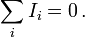 ∑_i I_i = 0 .